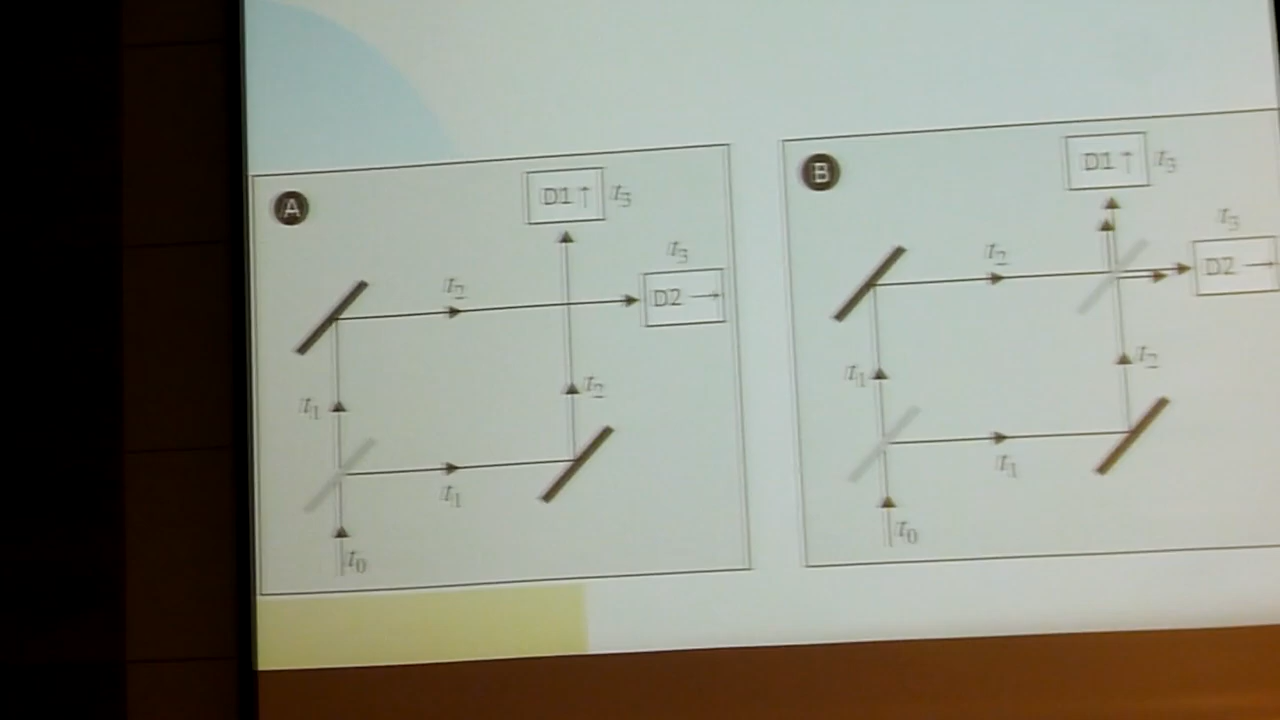 A
D1 ↑ t3
t3
t2
D2 →
t1
t2
t1
t0
B
D1 ↑ t3
t3
t2
D2 →
t1
t2
t1
t0